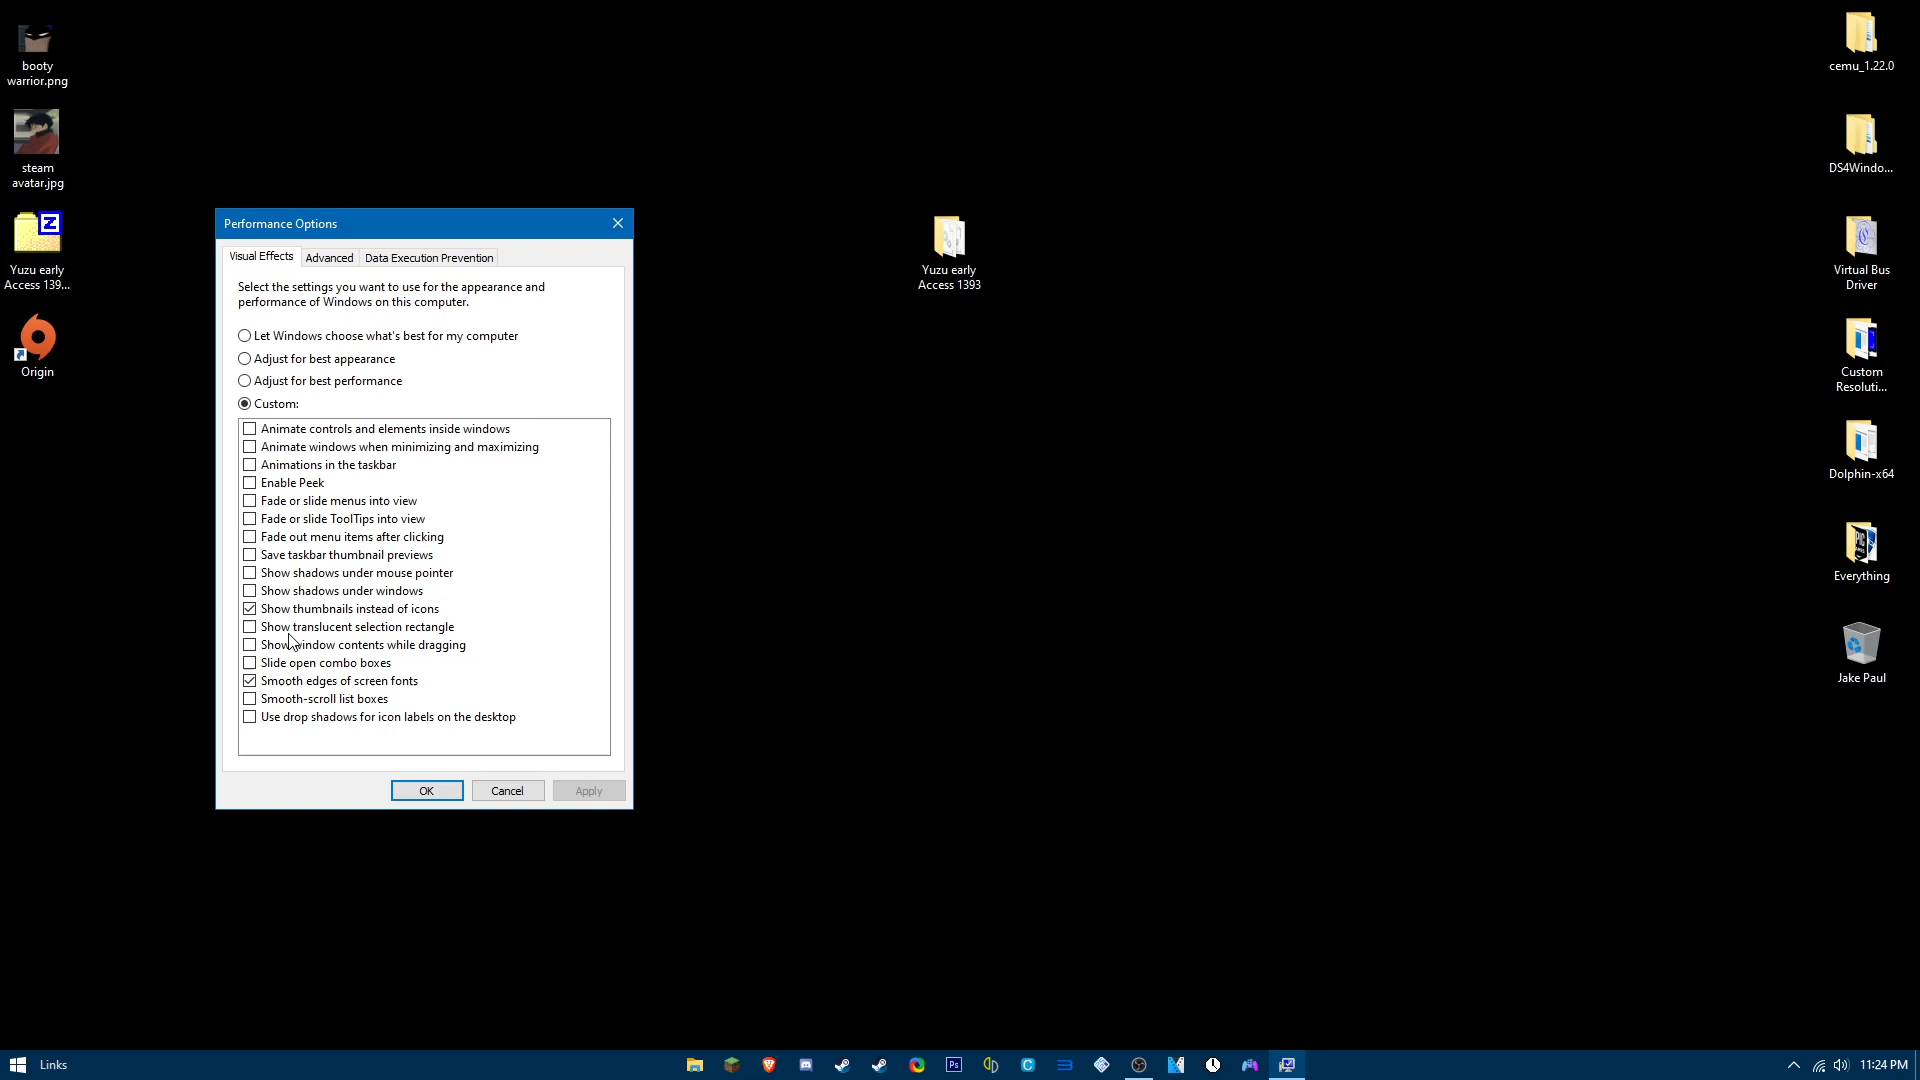 booty
warrior.png
steam
avatar.jpg
Yuzu early
Access 139...
Origin
Performance Options
Visual Effects
Advanced
Data Execution Prevention
Select the settings you want to use for the appearance and
performance of Windows on this computer.
Let Windows choose what's best for my computer
Adjust for best appearance
Adjust for best performance
Custom:
Animate controls and elements inside windows
Animate windows when minimizing and maximizing
Animations in the taskbar
Enable Peek
Fade or slide menus into view
Fade or slide ToolTips into view
Fade out menu items after clicking
Save taskbar thumbnail previews
Show shadows under mouse pointer
Show shadows under windows
Show thumbnails instead of icons
Show translucent selection rectangle
Show window contents while dragging
Slide open combo boxes
Smooth edges of screen fonts
Smooth-scroll list boxes
Use drop shadows for icon labels on the desktop
OK
Cancel
Apply
Yuzu early
Access 1393
cemu_1.22.0
DS4Windo...
Virtual Bus
Driver
Custom
Resoluti...
Dolphin-x64
Everything
Jake Paul
Links
Ps
11:24 PM